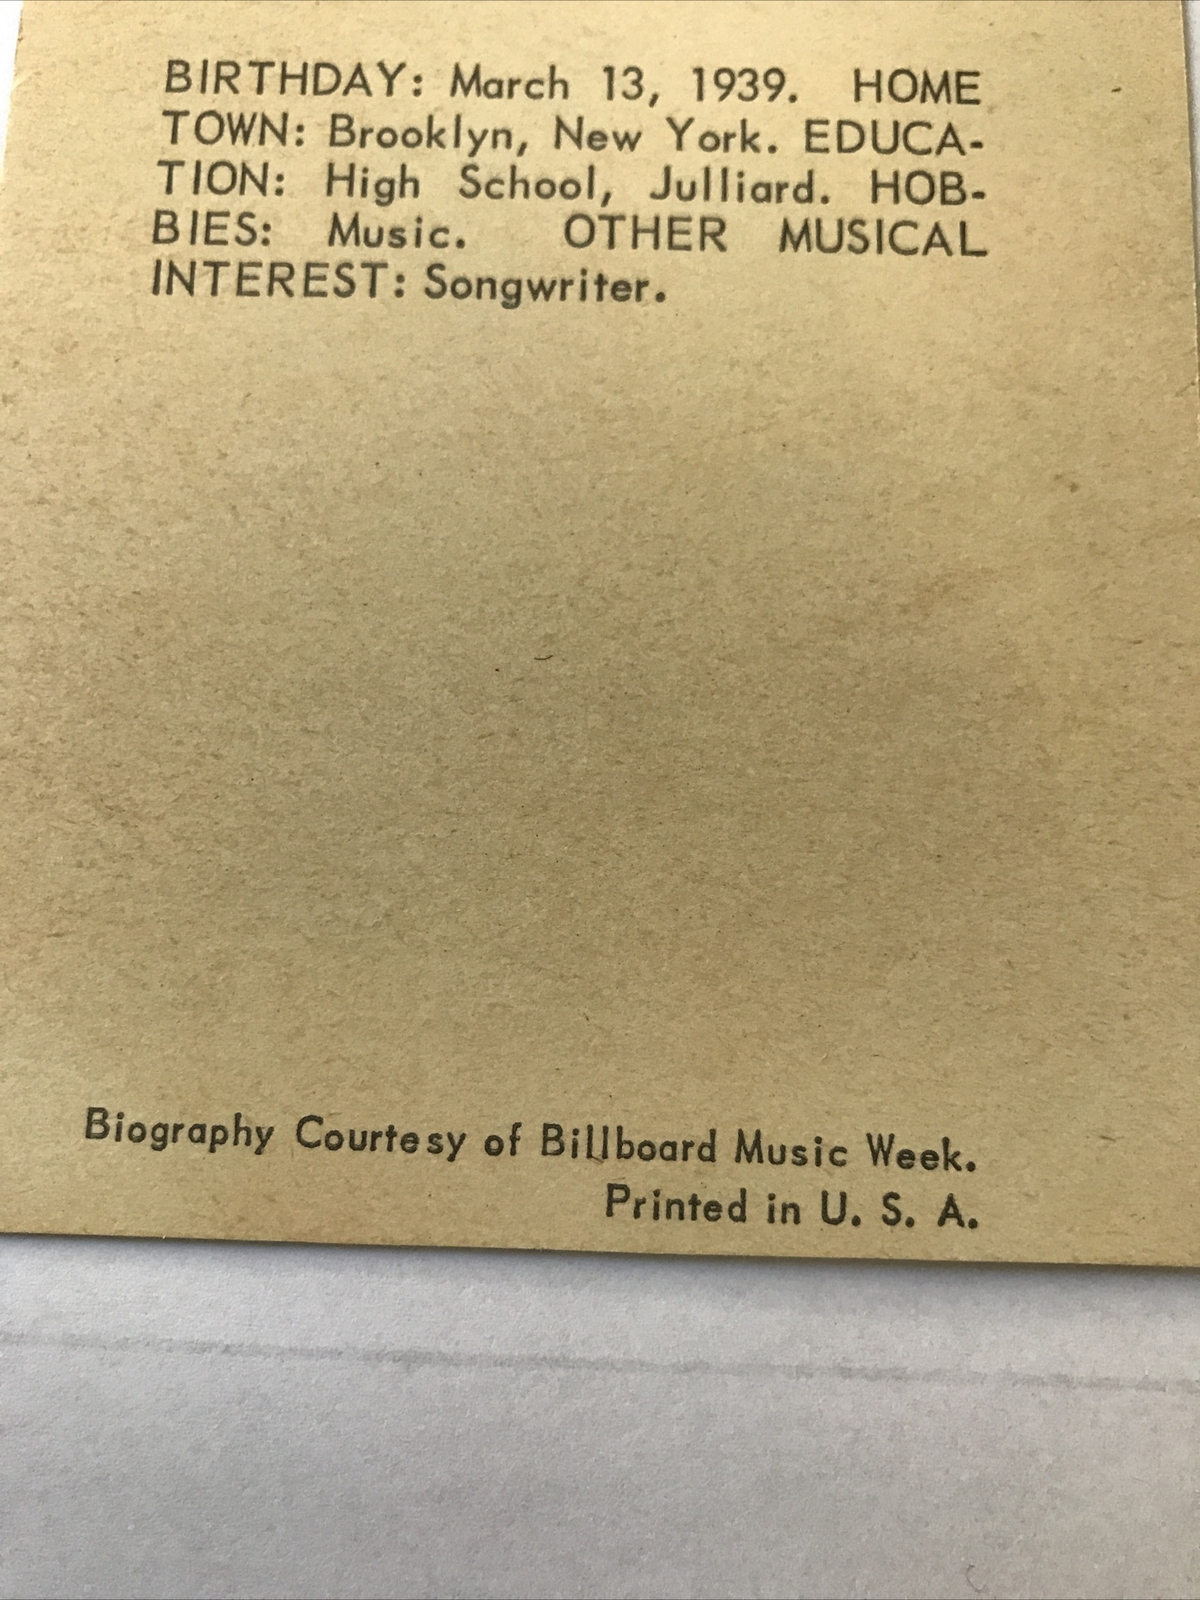 BIRTHDAY: March 13, 1939. HOME
TOWN: Brooklyn, New York. EDUCA-
TION: High School, Julliard. HOB-
BIES: Music. OTHER MUSICAL
INTEREST: Songwriter.
Biography Courtesy of Billboard Music Week.
Printed in U. S. A.